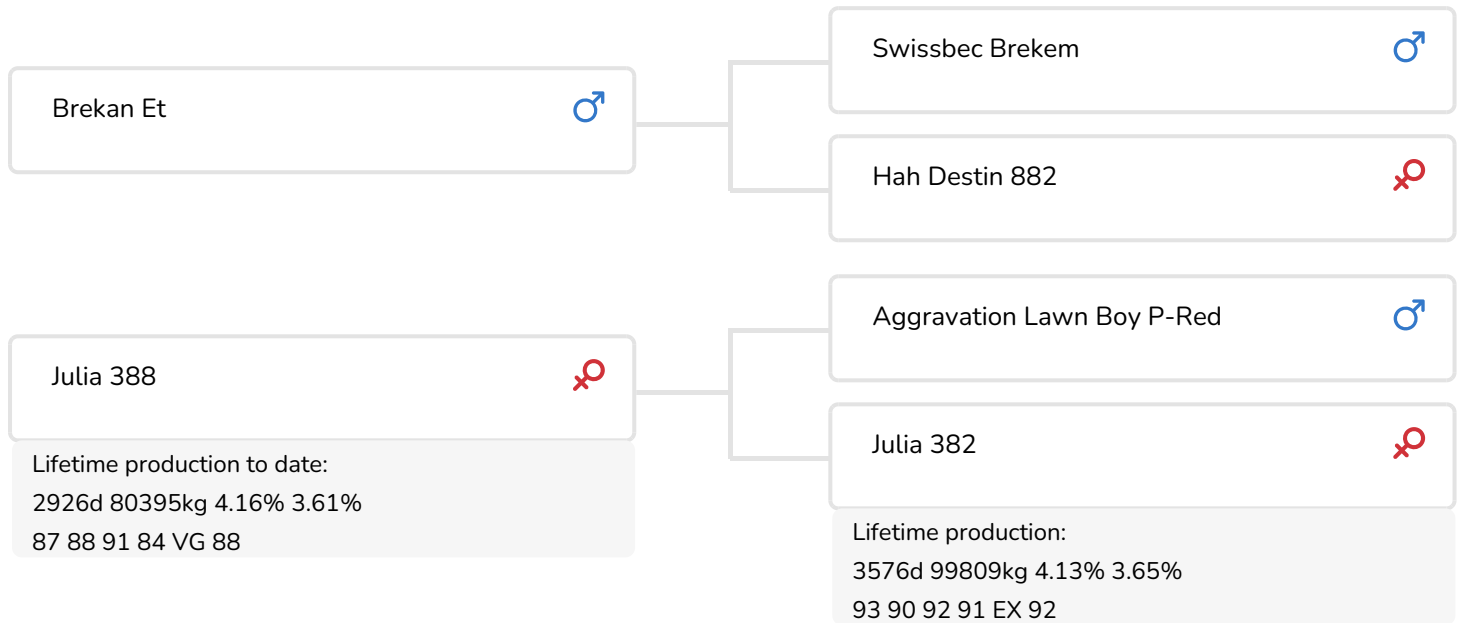 Brekan Et
Swissbec Brekem
Hah Destin 882
Julia 388
Lifetime production to date:
2926d 80395kg 4.16% 3.61%
87 88 91 84 VG 88
Aggravation Lawn Boy P-Red
Julia 382
Lifetime production:
3576d 99809kg 4.13% 3.65%
93 90 92 91 EX 92